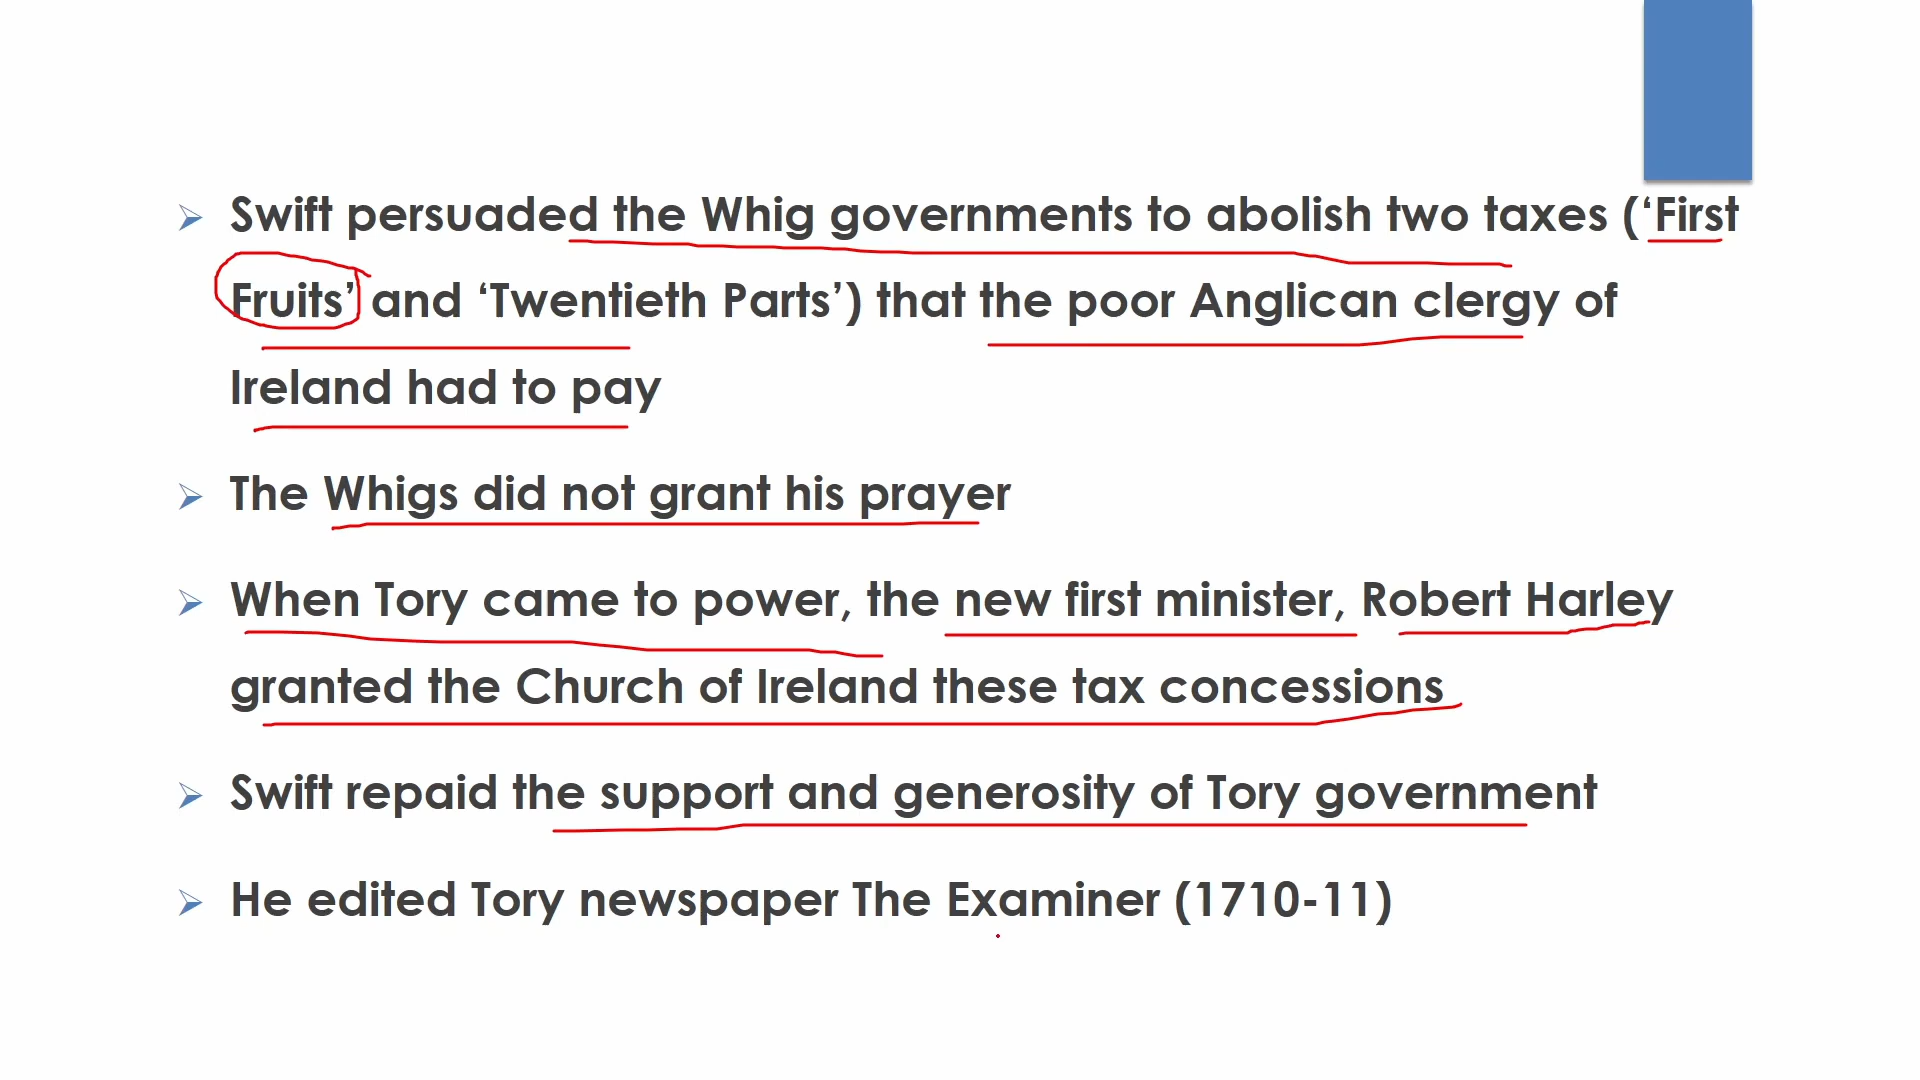 Swift persuaded the Whig governments to abolish two taxes (‘First
Fruits’ and ‘Twentieth Parts’) that the poor Anglican clergy of
Ireland had to pay
The Whigs did not grant his prayer
When Tory came to power, the new first minister, Robert Harley
granted the Church of Ireland these tax concessions
Swift repaid the support and generosity of Tory government
He edited Tory newspaper The Examiner (1710-11)